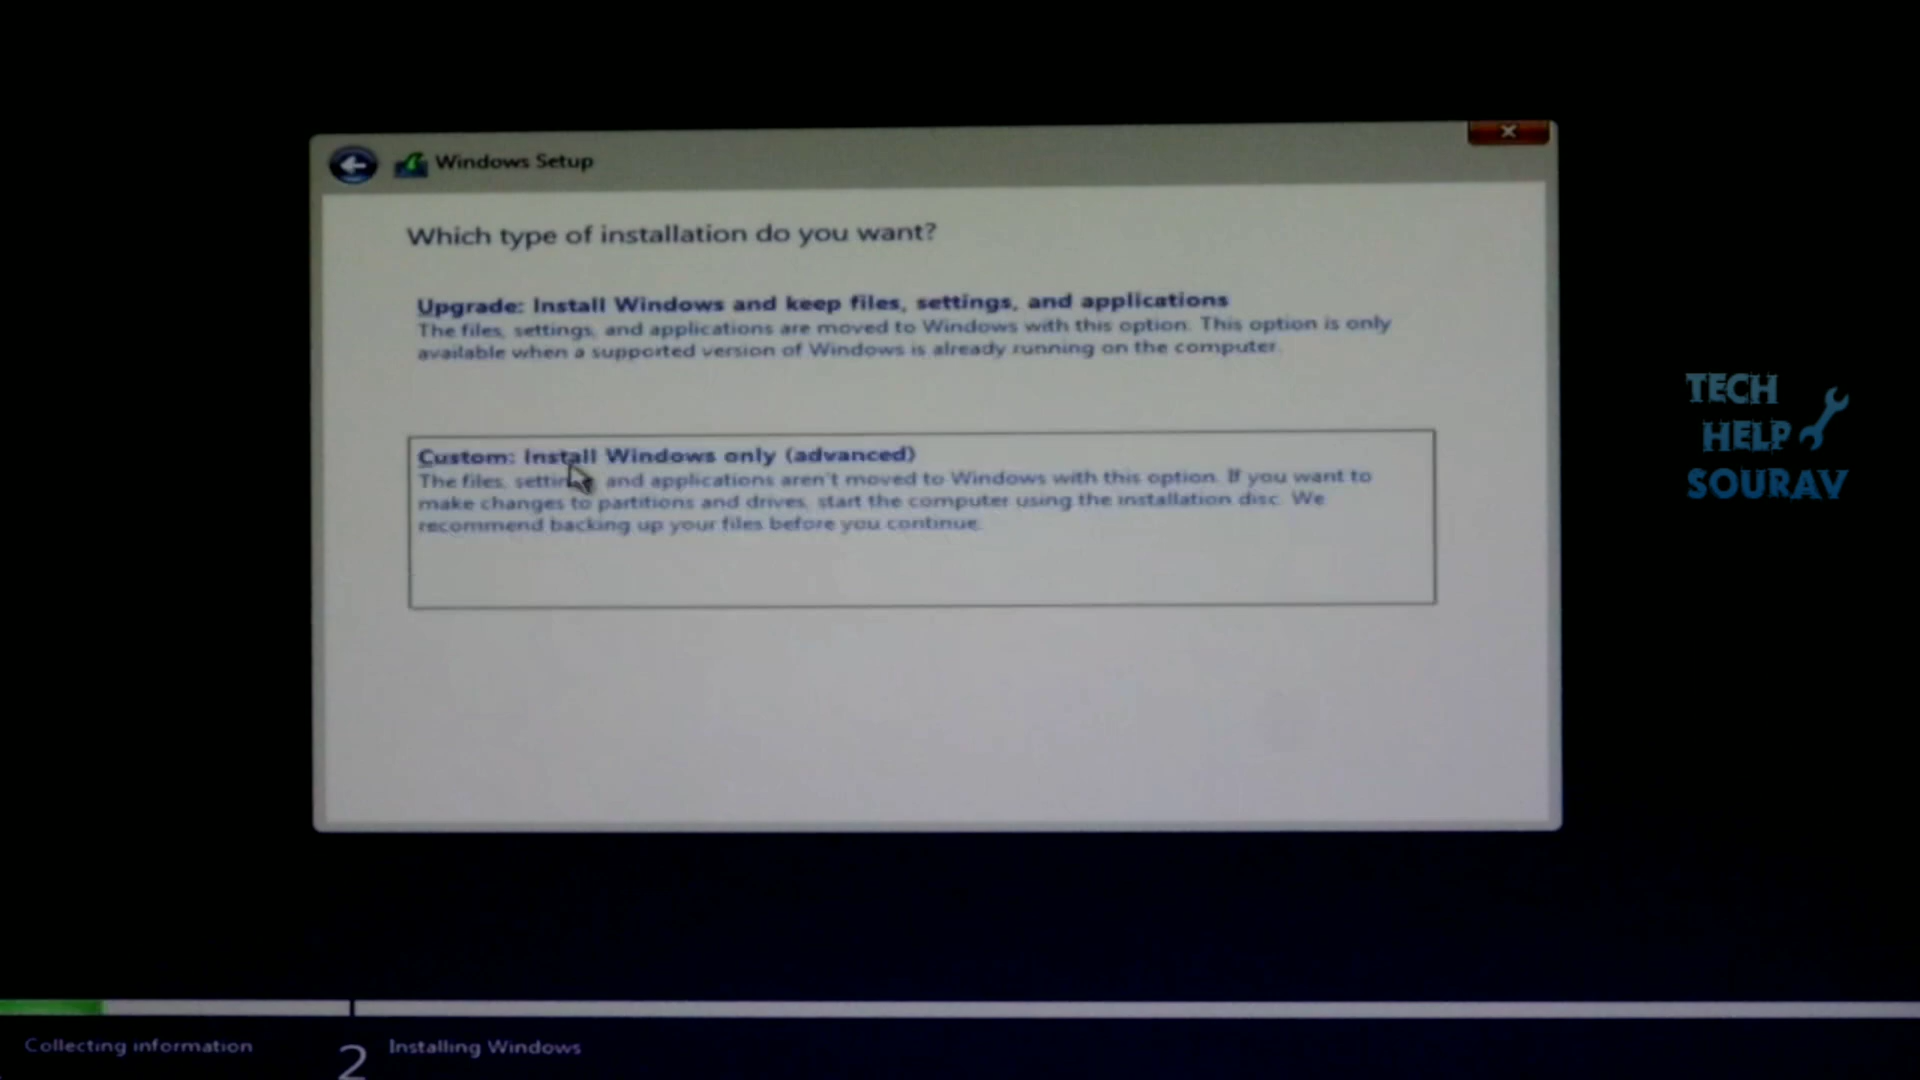 Windows Setup
Which type of installation do you want?
Upgrade: Install Windows and keep files, settings, and applications
The files, settings, and applications are moved to Windows with this option. This option is only
available when a supported version of Windows is already running on the computer.
Custom: Install Windows only (advanced)
The files, settings, and applications aren't moved to Windows with this option. If you want to
make changes to partitions and drives, start the computer using the installation disc. We
recommend backing up your files before you continue.
TECH
HELP
SOURAV
Collecting information
2 Installing Windows